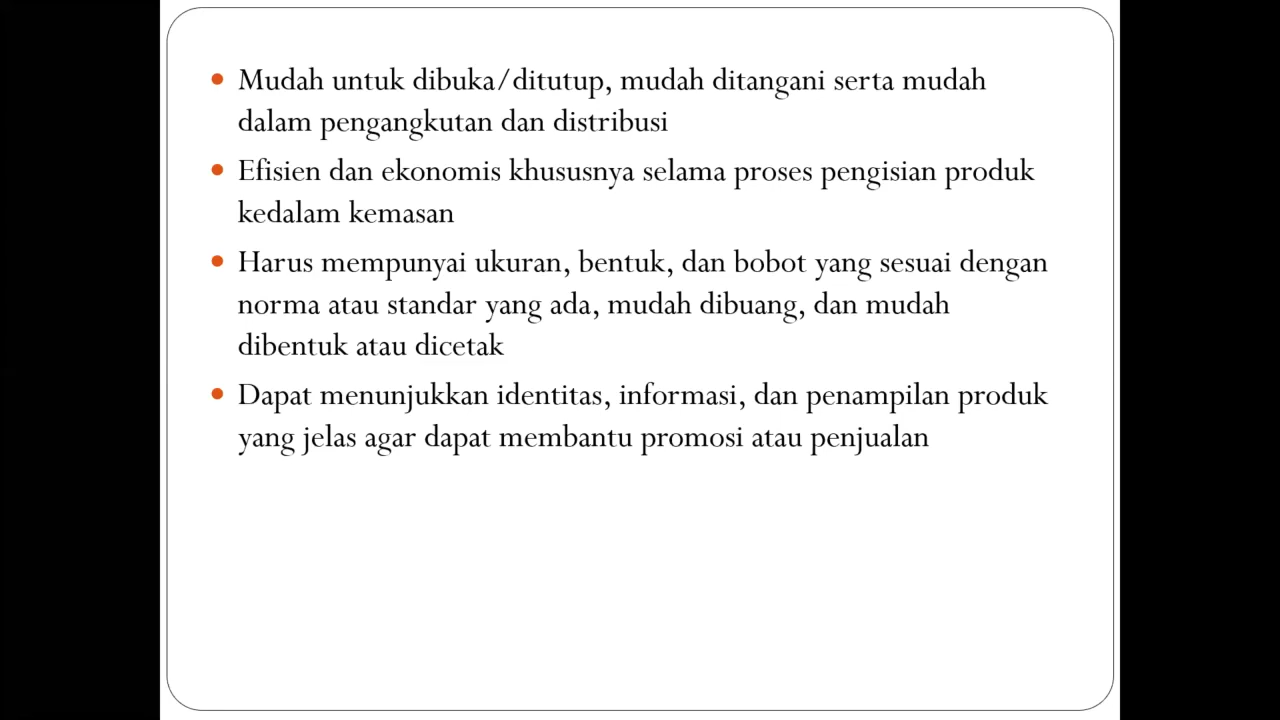 • Mudah untuk dibuka/ditutup, mudah ditangani serta mudah
dalam pengangkutan dan distribusi
• Efisien dan ekonomis khususnya selama proses pengisian produk
kedalam kemasan
• Harus mempunyai ukuran, bentuk, dan bobot yang sesuai dengan
norma atau standar yang ada, mudah dibuang, dan mudah
dibentuk atau dicetak
• Dapat menunjukkan identitas, informasi, dan penampilan produk
yang jelas agar dapat membantu promosi atau penjualan